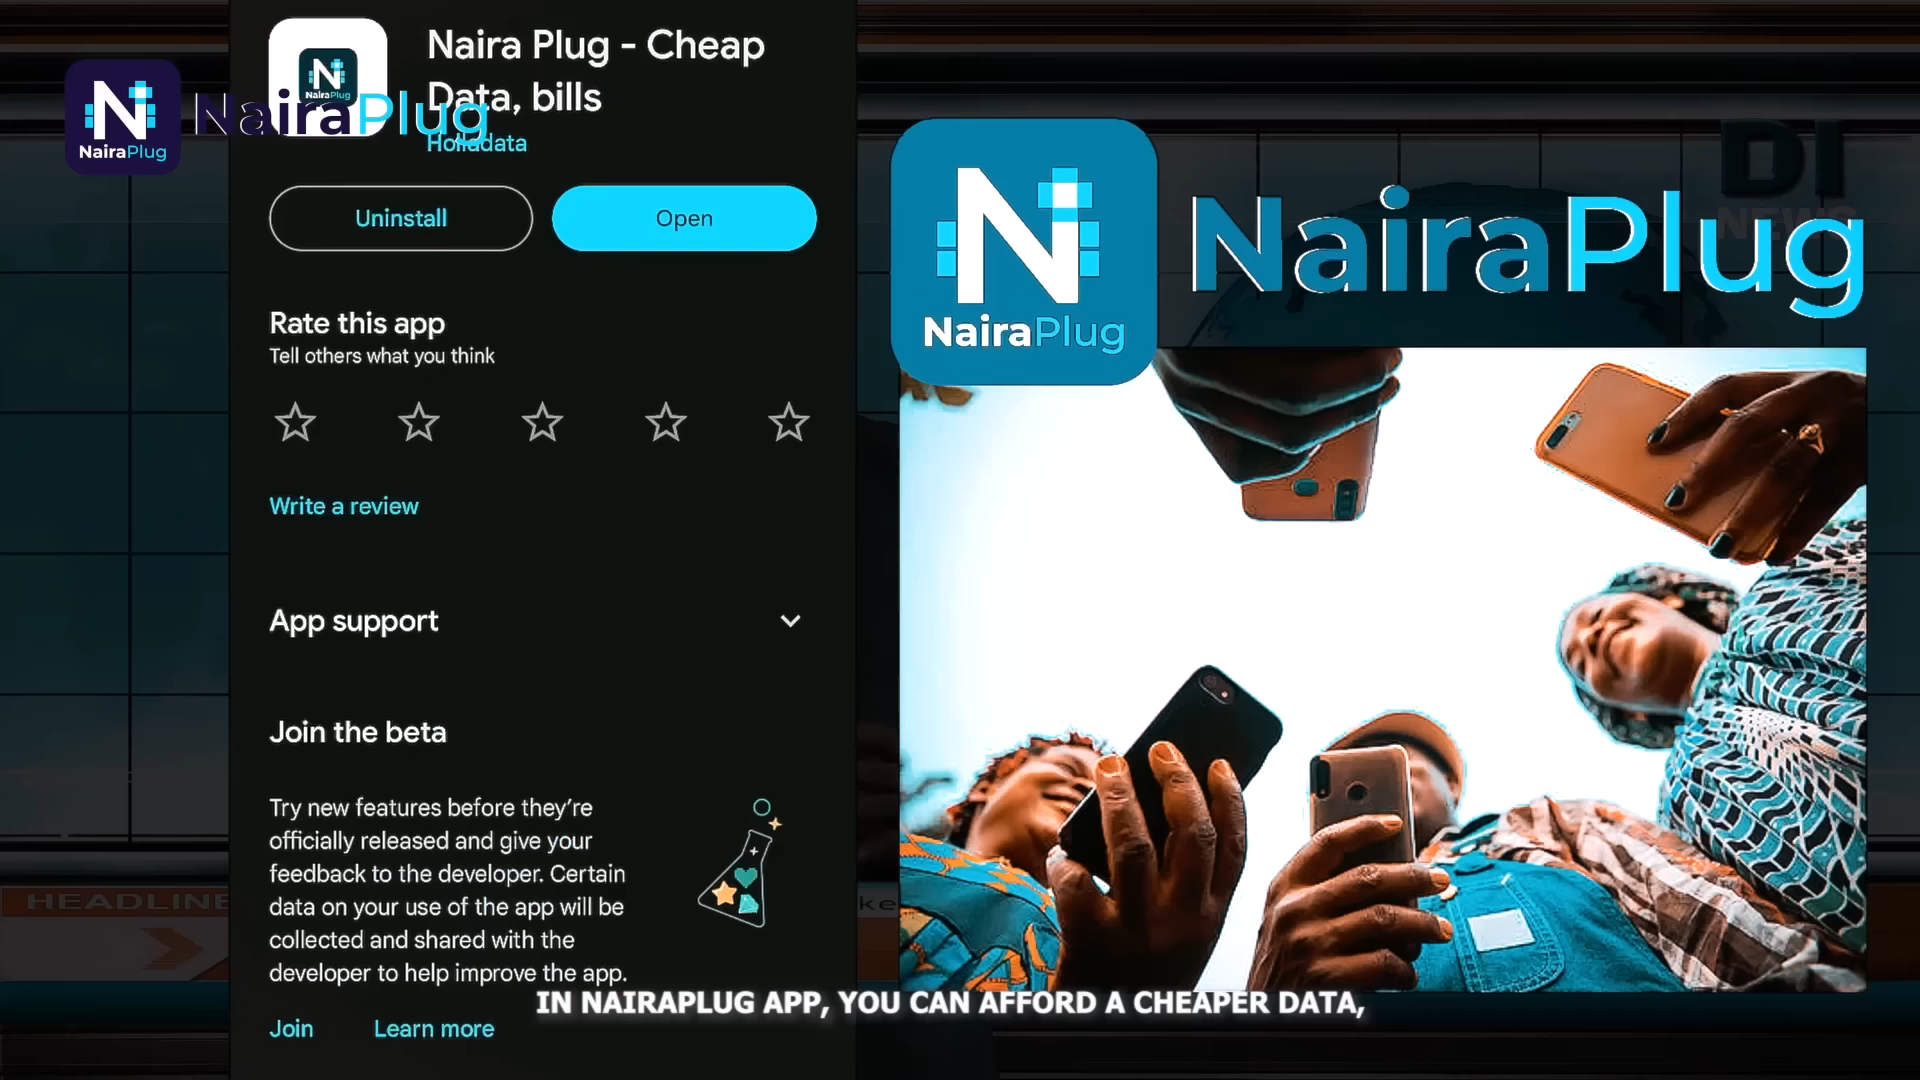 Naira Plug - Cheap
Data, bills
Holladata
NairaPlug
NairaPlug
NairaPlug
Uninstall
Open
Rate this app
Tell others what you think
Write a review
App support
Join the beta
Try new features before they’re
officially released and give your
feedback to the developer. Certain
data on your use of the app will be
collected and shared with the
developer to help improve the app.
Join
Learn more
NairaPlug
NairaPlug
DI
NEWS
HEADLINE
IN NAIRAPLUG APP, YOU CAN AFFORD A CHEAPER DATA,